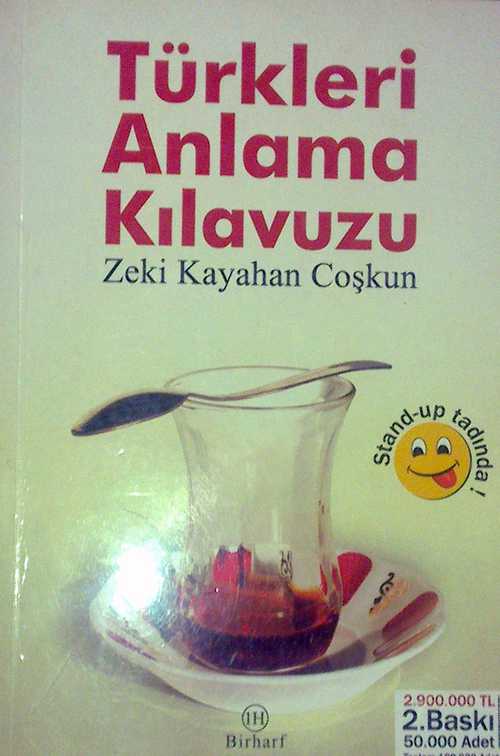 Türkleri
Anlama
Kılavuzu
Zeki Kayahan Coşkun
Stand-up tadında!
1H
Birharf
2.900.000 TL
2.Baskı
50.000 Adet